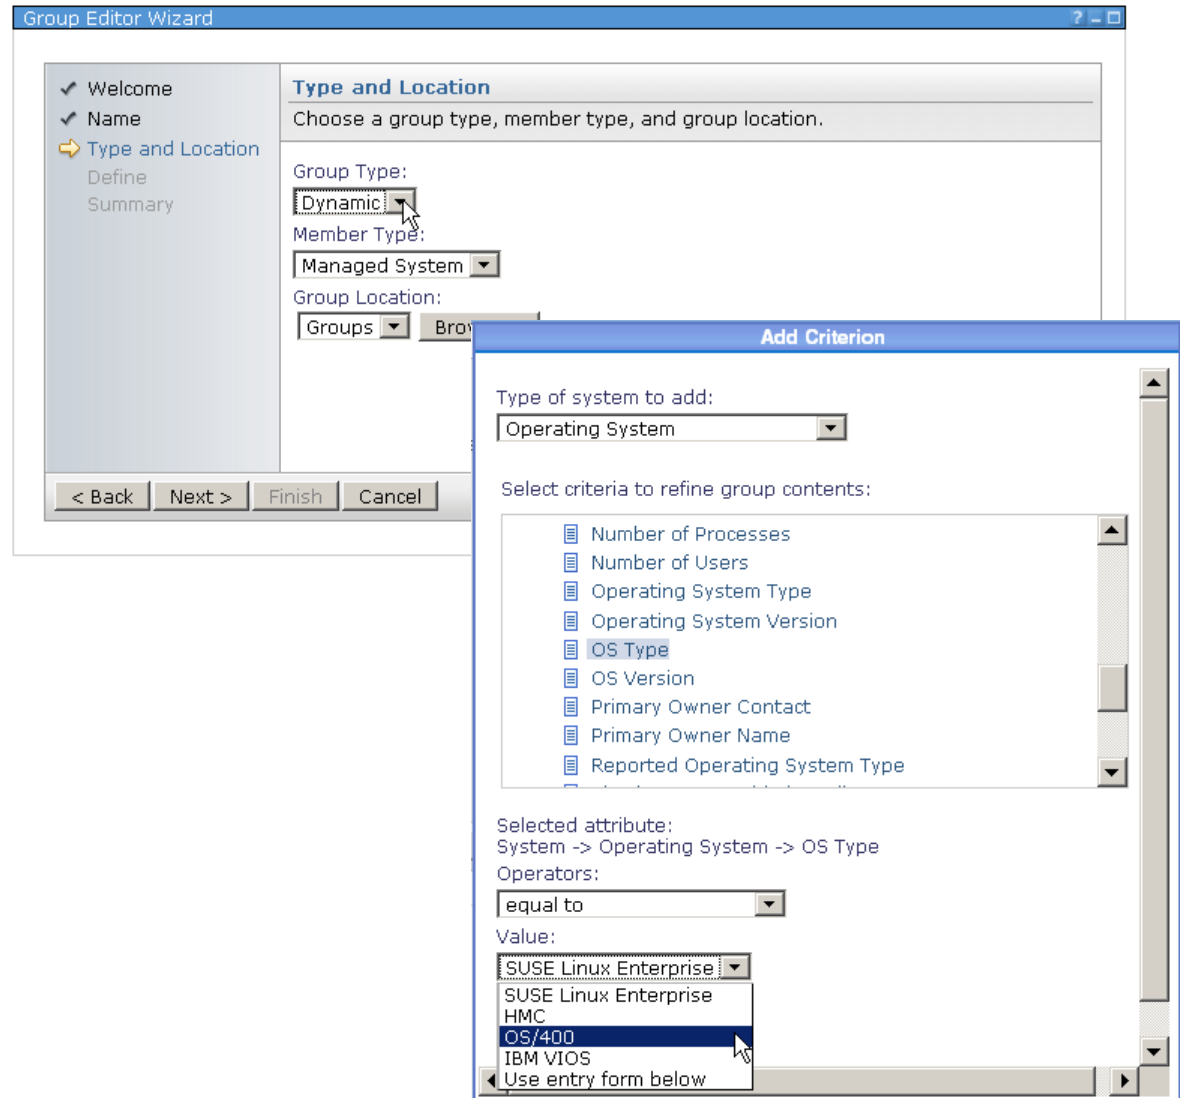 Group Editor Wizard
? – □
Welcome
Name
Type and Location
Define
Summary
Type and Location
Choose a group type, member type, and group location.
Group Type:
Dynamic
Member Type:
Managed System
Group Location:
Groups
< Back
Next >
Finish
Cancel
Add Criterion
Type of system to add:
Operating System
Select criteria to refine group contents:
Number of Processes
Number of Users
Operating System Type
Operating System Version
OS Type
OS Version
Primary Owner Contact
Primary Owner Name
Reported Operating System Type
Selected attribute:
System -> Operating System -> OS Type
Operators:
equal to
Value:
SUSE Linux Enterprise
SUSE Linux Enterprise
HMC
OS/400
IBM VIOS
Use entry form below